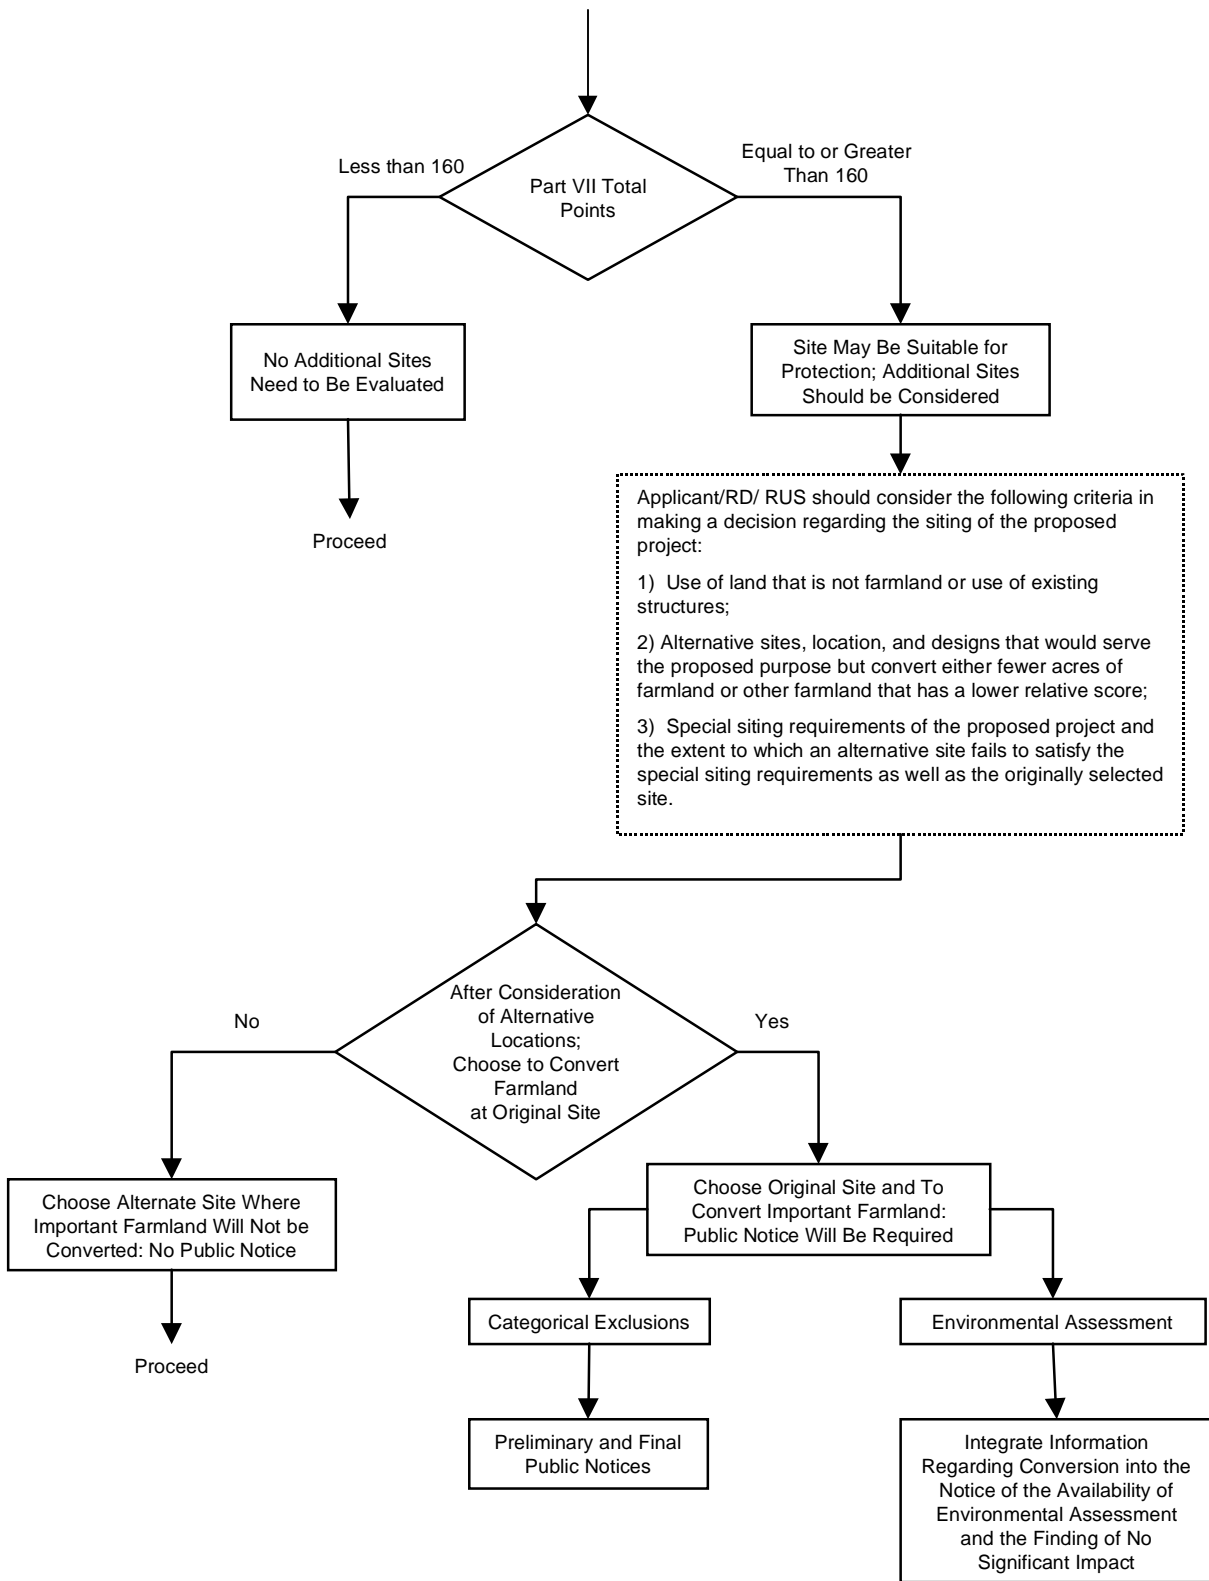 Less than 160
Equal to or Greater
Than 160
Part VII Total
Points
No Additional Sites
Need to Be Evaluated
Site May Be Suitable for
Protection; Additional Sites
Should be Considered
Proceed
Applicant/RD/ RUS should consider the following criteria in
making a decision regarding the siting of the proposed
project:
1) Use of land that is not farmland or use of existing
structures;
2) Alternative sites, location, and designs that would serve
the proposed purpose but convert either fewer acres of
farmland or other farmland that has a lower relative score;
3) Special siting requirements of the proposed project and
the extent to which an alternative site fails to satisfy the
special siting requirements as well as the originally selected
site.
After Consideration
of Alternative
Locations;
Choose to Convert
Farmland
at Original Site
No
Yes
Choose Alternate Site Where
Important Farmland Will Not be
Converted: No Public Notice
Choose Original Site and To
Convert Important Farmland:
Public Notice Will Be Required
Proceed
Categorical Exclusions
Environmental Assessment
Preliminary and Final
Public Notices
Integrate Information
Regarding Conversion into the
Notice of the Availability of
Environmental Assessment
and the Finding of No
Significant Impact